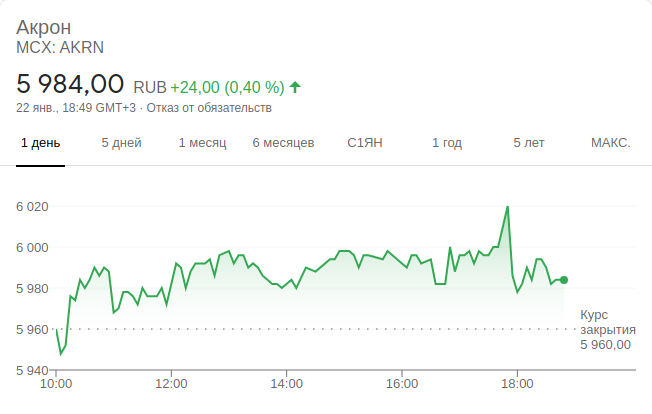 Акрон
MCX: AKRN
5 984,00 RUB +24,00 (0,40 %)
22 янв., 18:49 GMT+3 · Отказ от обязательств
1 день 5 дней 1 месяц 6 месяцев С1ЯН 1 год 5 лет МАКС.
6 020
6 000
5 980
5 960
5 940
Курс
закрытия
5 960,00
10:00 12:00 14:00 16:00 18:00